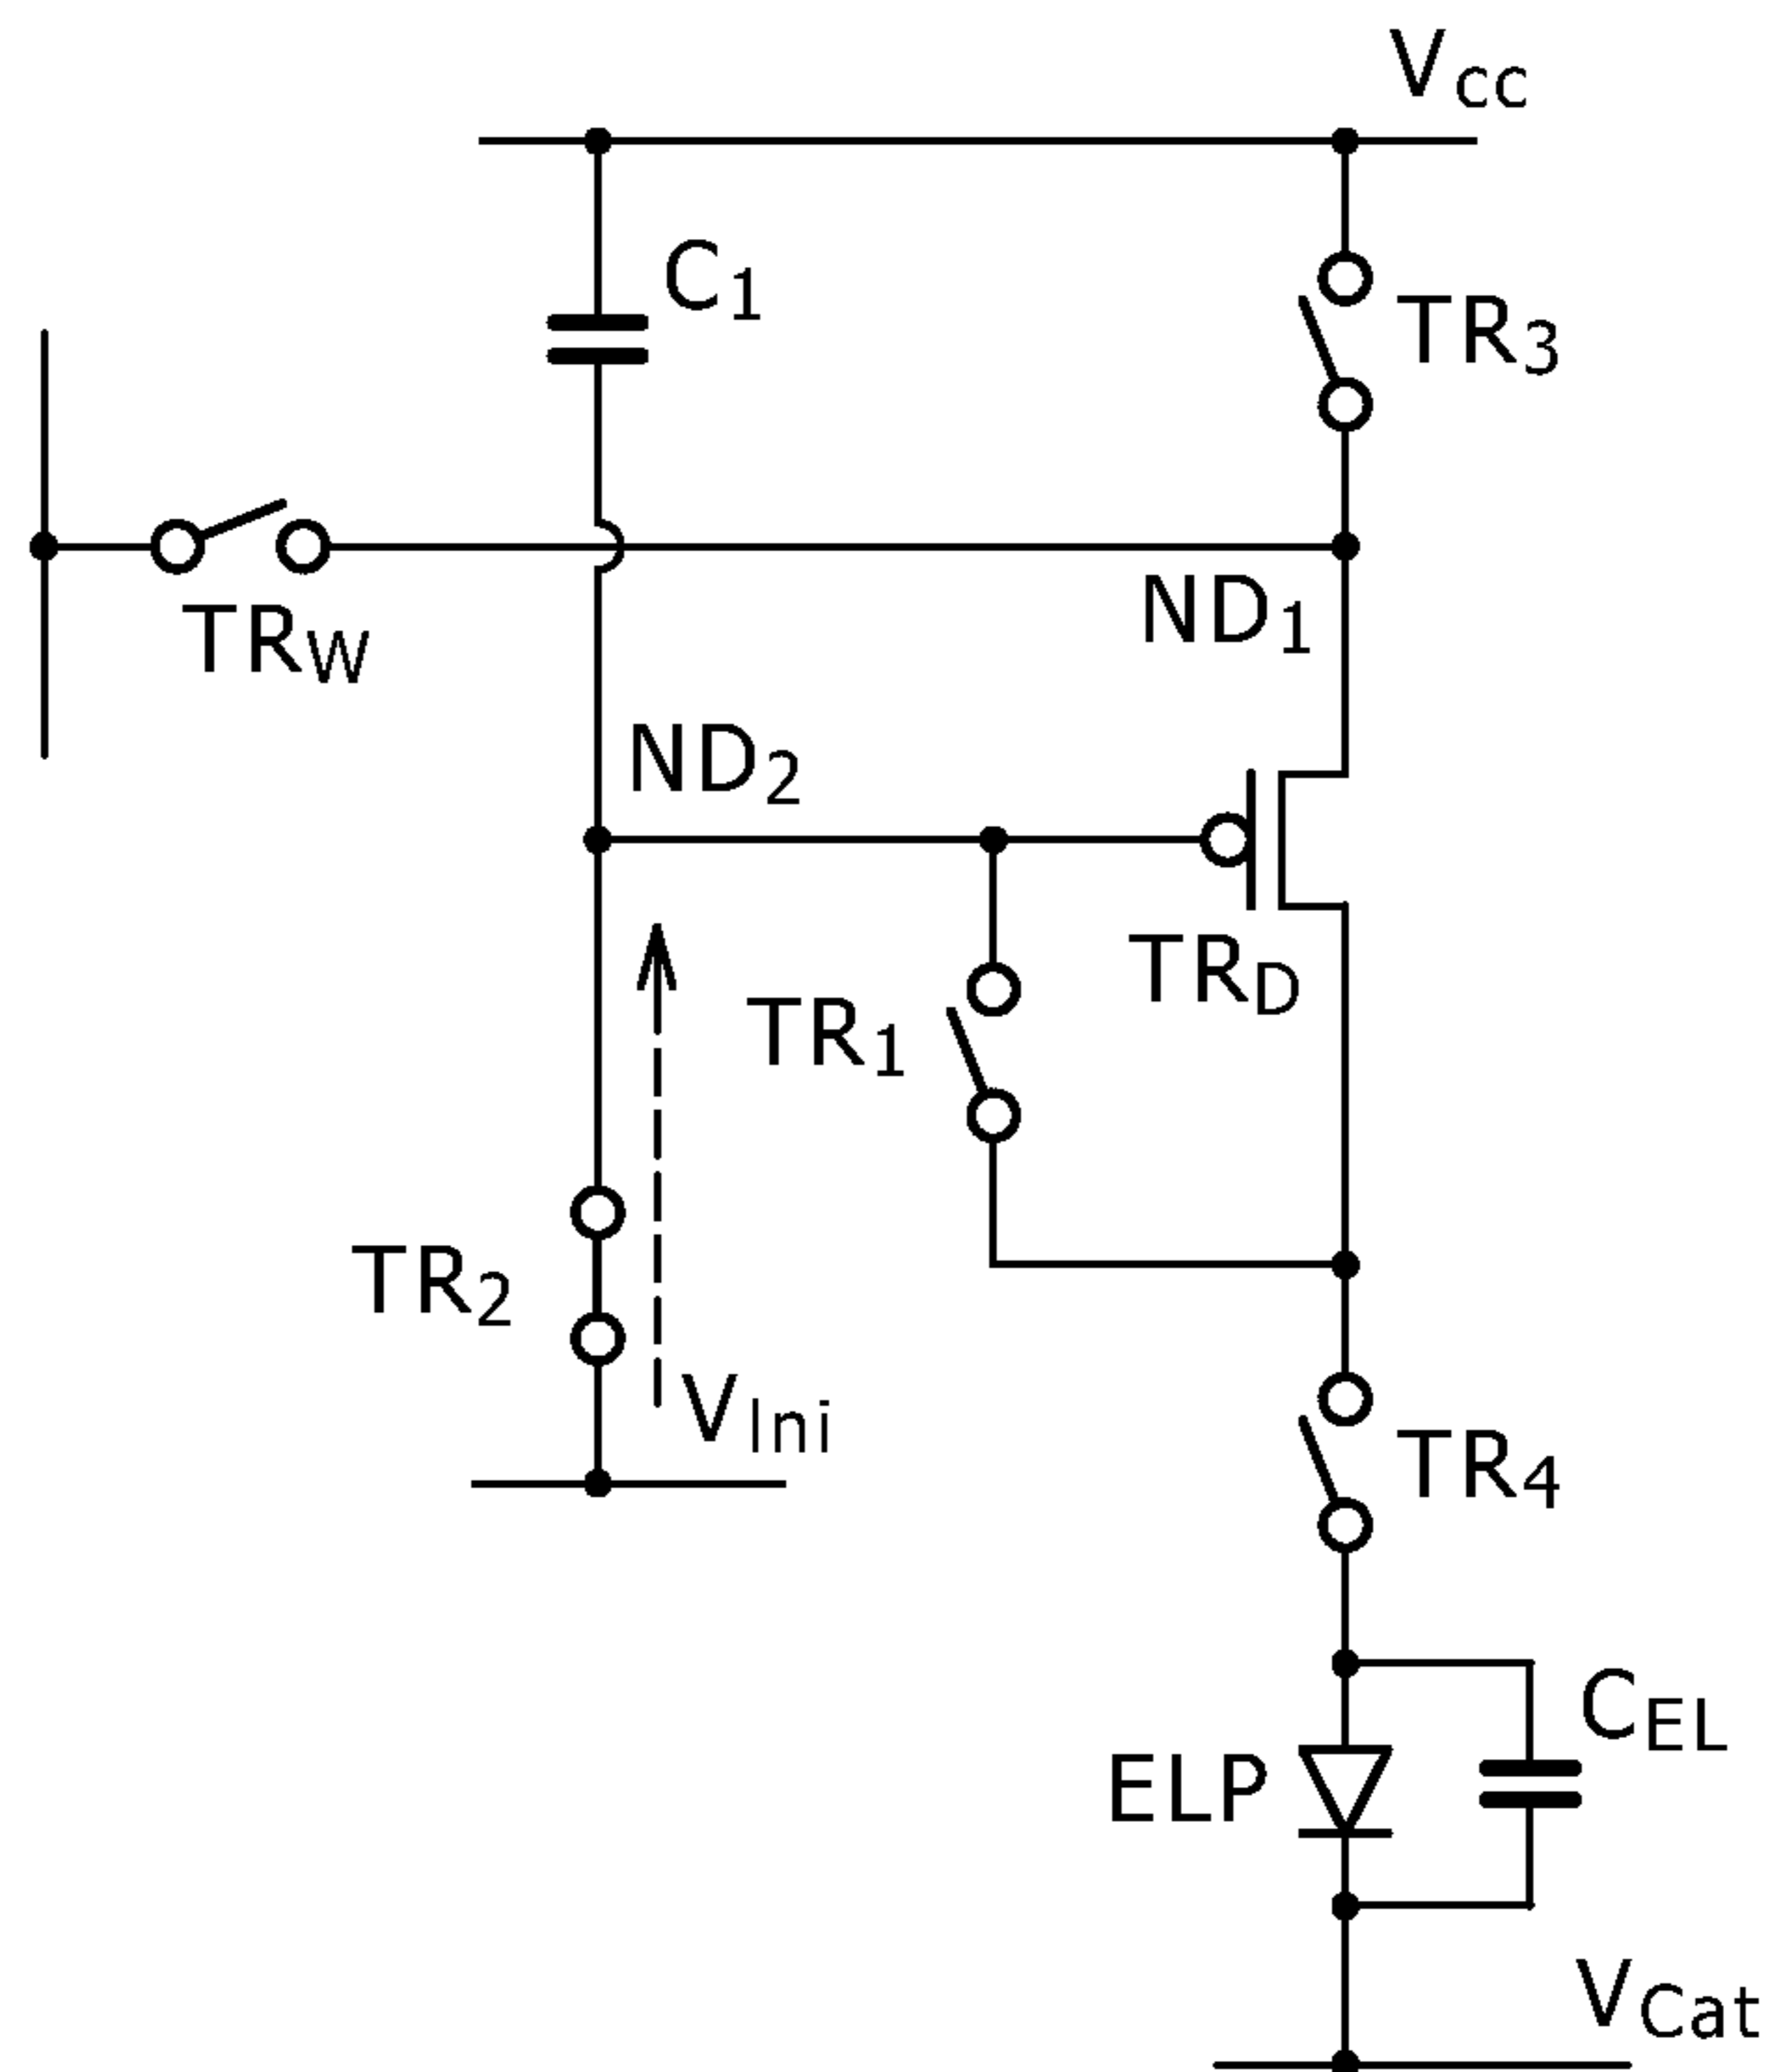 Vcc
C1
TR3
TRW
ND1
ND2
TRD
TR1
TR2
VIni
TR4
CEL
ELP
VCat